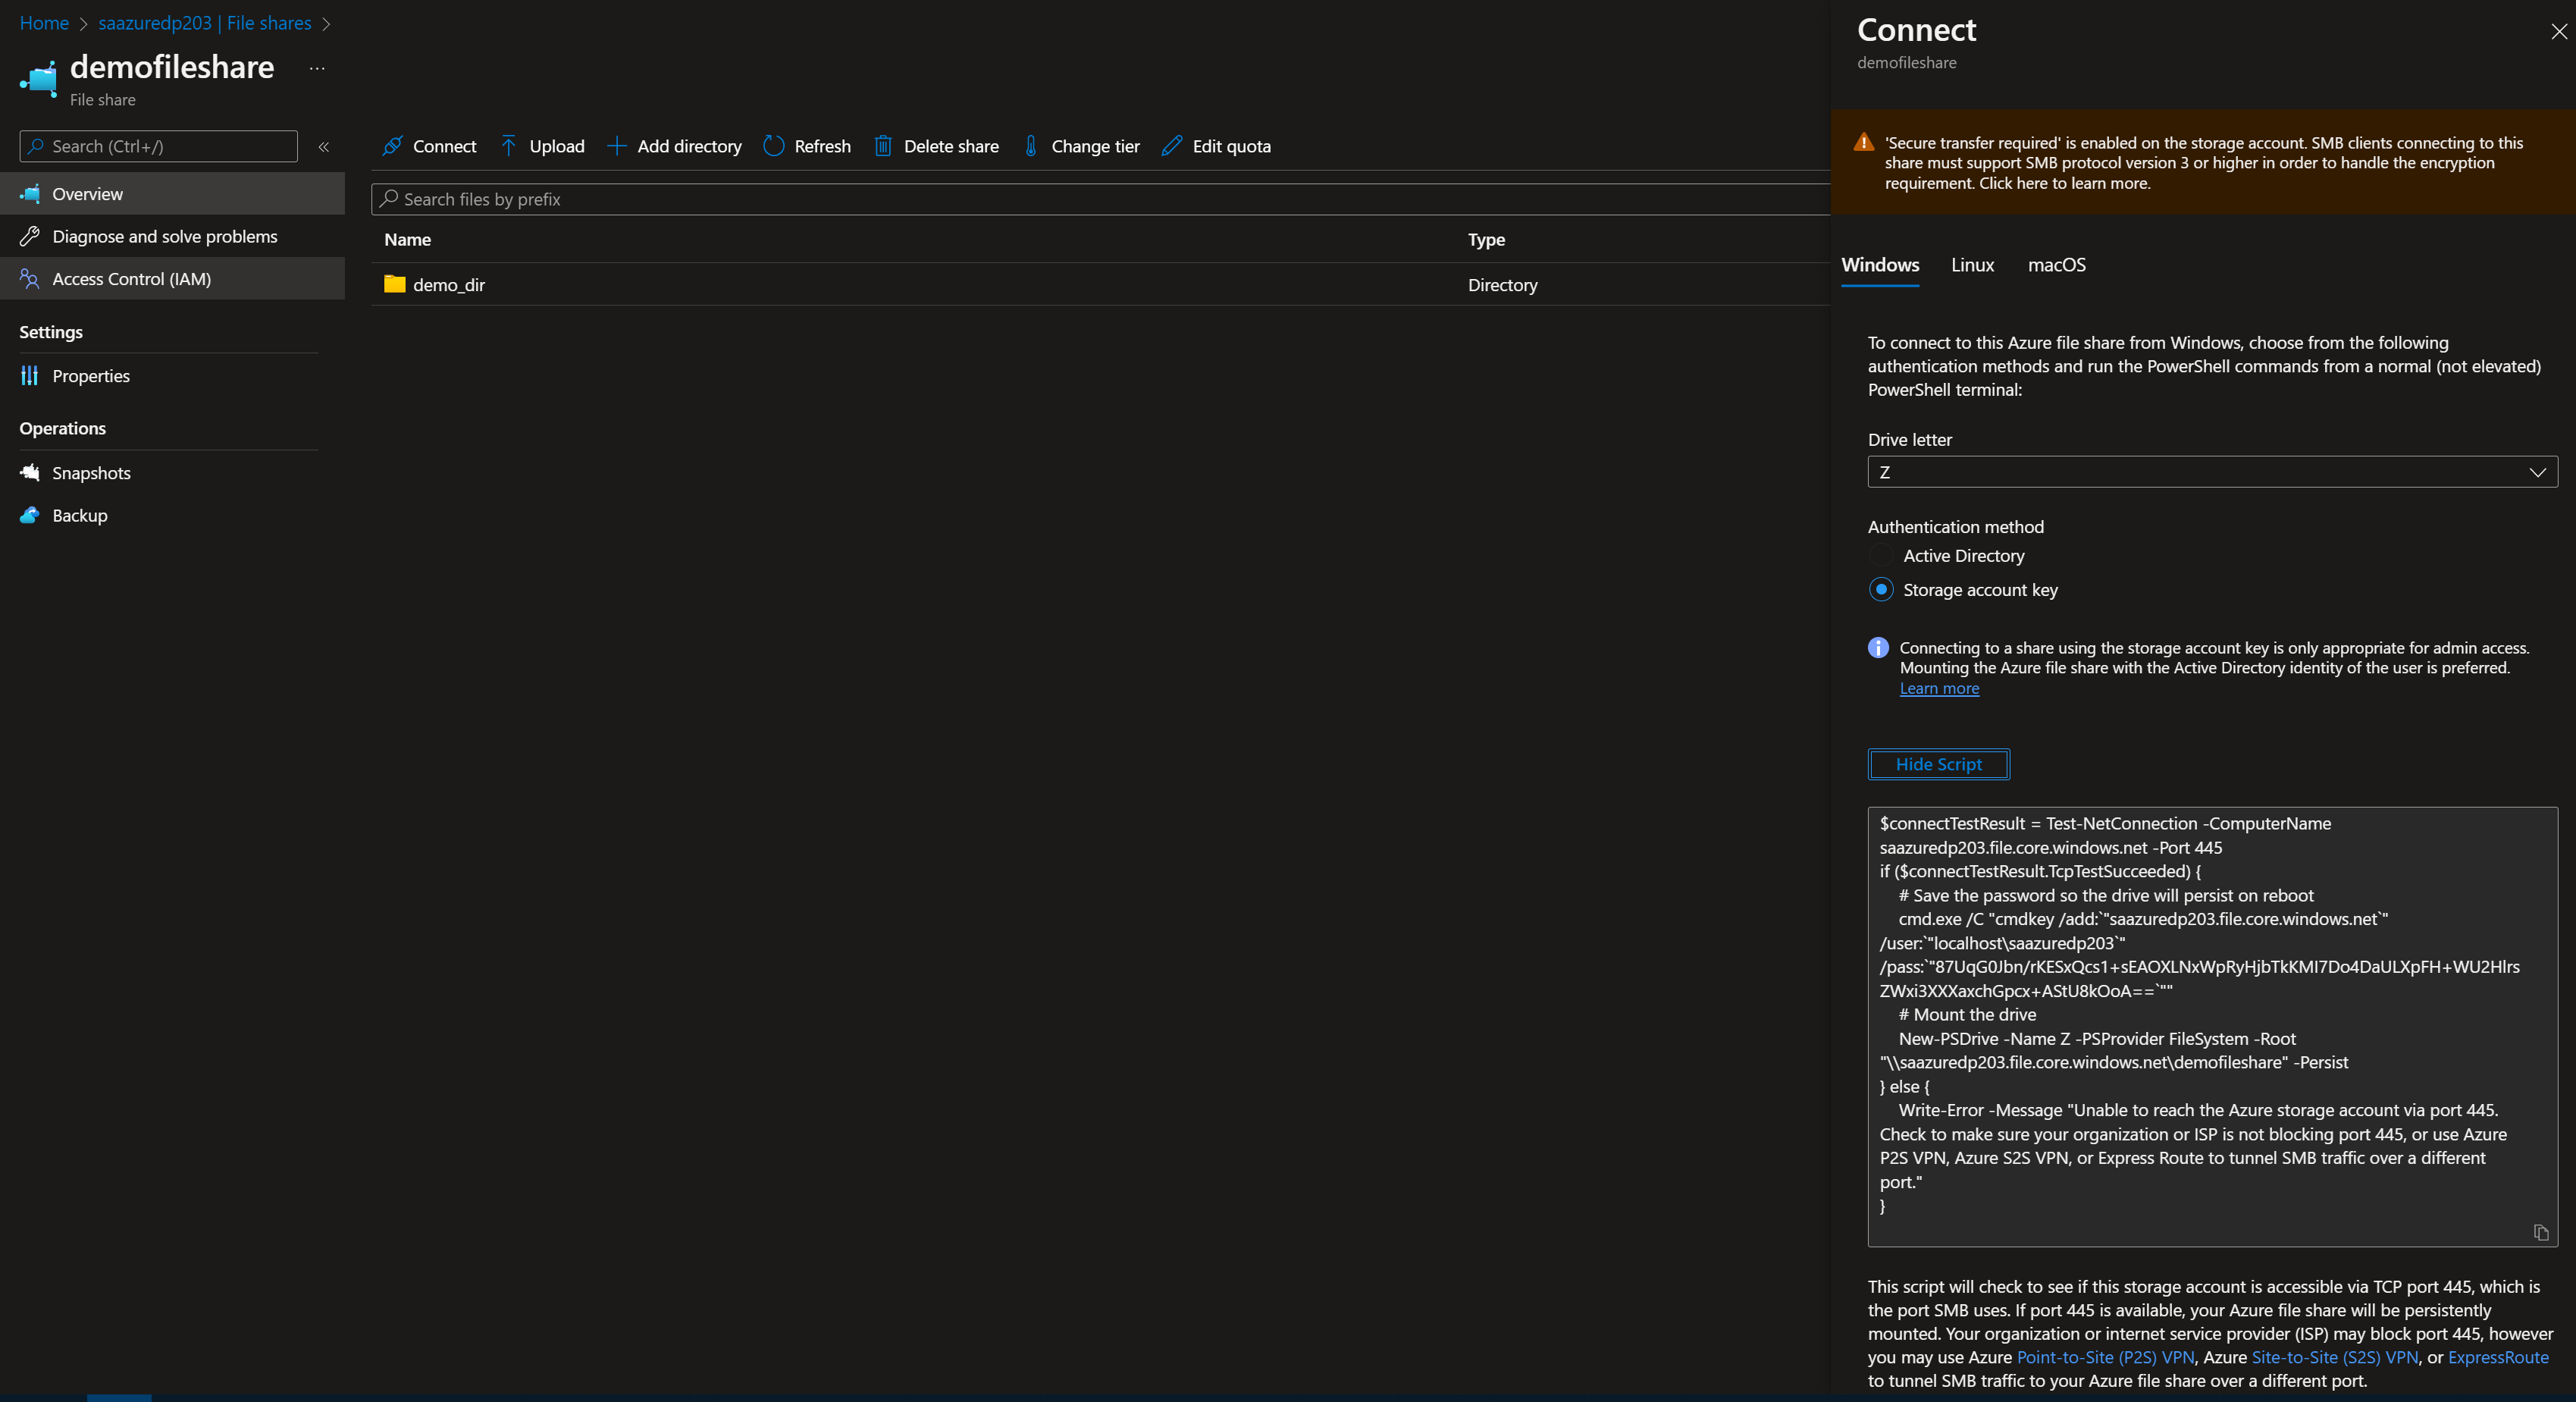 Home > saazuredp203 | File shares >
demofileshare ...
File share
Search (Ctrl+/) «
Overview
Diagnose and solve problems
Access Control (IAM)
Settings
Properties
Operations
Snapshots
Backup
Connect Upload Add directory Refresh Delete share Change tier Edit quota
Search files by prefix
Name Type
demo_dir Directory
Connect
demofileshare
'Secure transfer required' is enabled on the storage account. SMB clients connecting to this
share must support SMB protocol version 3 or higher in order to handle the encryption
requirement. Click here to learn more.
Windows Linux macOS
To connect to this Azure file share from Windows, choose from the following
authentication methods and run the PowerShell commands from a normal (not elevated)
PowerShell terminal:
Drive letter
Z
Authentication method
Active Directory
Storage account key
Connecting to a share using the storage account key is only appropriate for admin access.
Mounting the Azure file share with the Active Directory identity of the user is preferred.
Learn more
Hide Script
$connectTestResult = Test-NetConnection -ComputerName
saazuredp203.file.core.windows.net -Port 445
if ($connectTestResult.TcpTestSucceeded) {
# Save the password so the drive will persist on reboot
cmd.exe /C "cmdkey /add:`"saazuredp203.file.core.windows.net`"
/user:`"localhost\saazuredp203`"
/pass:`"87UqG0Jbn/rKESxQcs1+sEAOXLNxWpRyHjbTkKMI7Do4DaULXpFH+WU2Hlrs
ZWxi3XXXaxchGpcx+AStU8kOoA==`""
# Mount the drive
New-PSDrive -Name Z -PSProvider FileSystem -Root
"\\saazuredp203.file.core.windows.net\demofileshare" -Persist
} else {
Write-Error -Message "Unable to reach the Azure storage account via port 445.
Check to make sure your organization or ISP is not blocking port 445, or use Azure
P2S VPN, Azure S2S VPN, or Express Route to tunnel SMB traffic over a different
port."
}
This script will check to see if this storage account is accessible via TCP port 445, which is
the port SMB uses. If port 445 is available, your Azure file share will be persistently
mounted. Your organization or internet service provider (ISP) may block port 445, however
you may use Azure Point-to-Site (P2S) VPN, Azure Site-to-Site (S2S) VPN, or ExpressRoute
to tunnel SMB traffic to your Azure file share over a different port.